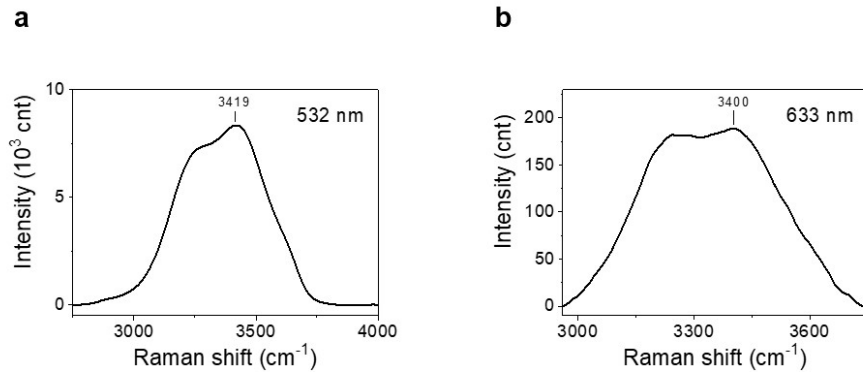 a
10
5
0
Intensity (10³ cnt)
3419
532 nm
3000
3500
4000
Raman shift (cm⁻¹)
b
200
150
100
50
0
Intensity (cnt)
3400
633 nm
3000
3300
3600
Raman shift (cm⁻¹)